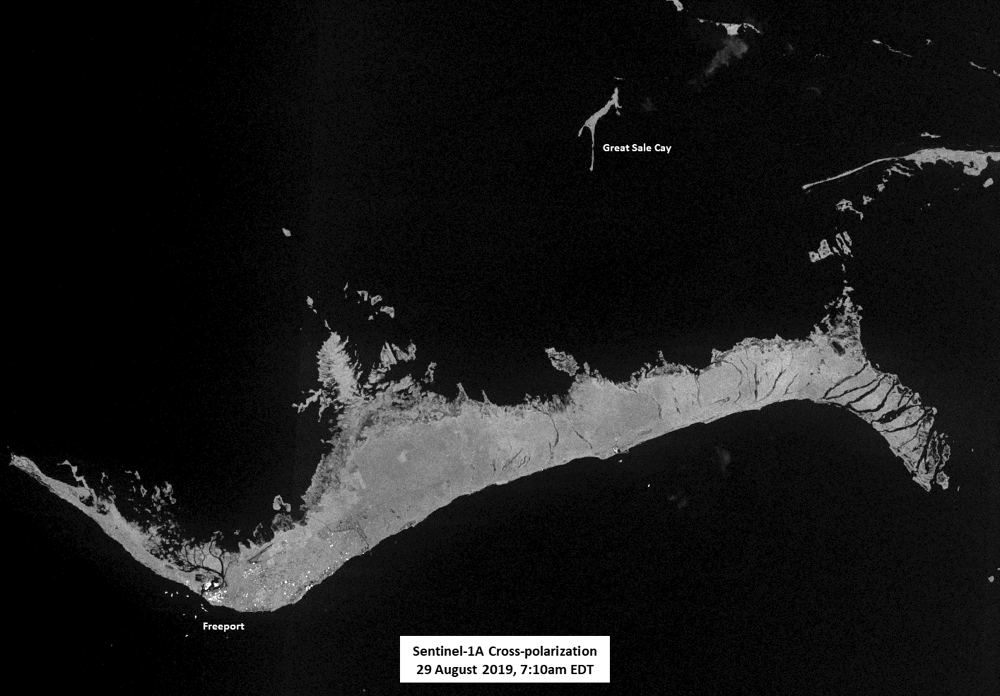 Great Sale Cay
Freeport
Sentinel-1A Cross-polarization
29 August 2019, 7:10am EDT